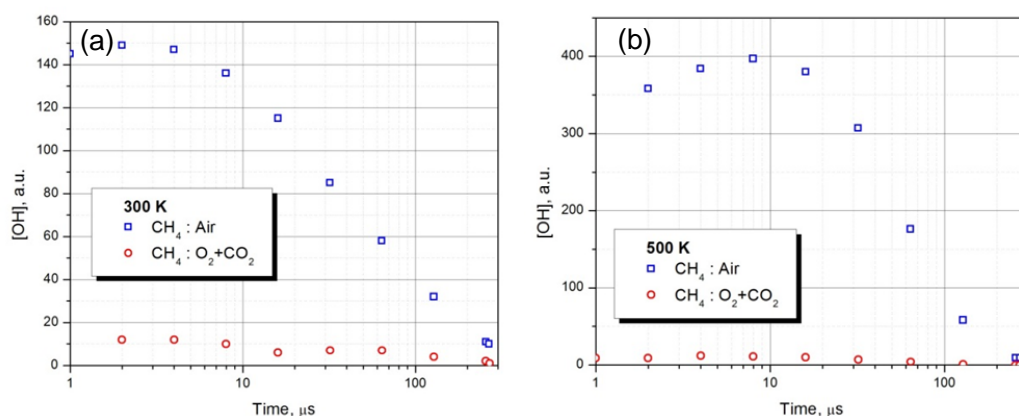 (a)
160
140
120
100
80
60
40
20
0
[OH], a.u.
300 K
CH₄ : Air
CH₄ : O₂+CO₂
1
10
100
Time, μs
(b)
400
300
200
100
0
[OH], a.u.
500 K
CH₄ : Air
CH₄ : O₂+CO₂
1
10
100
Time, μs